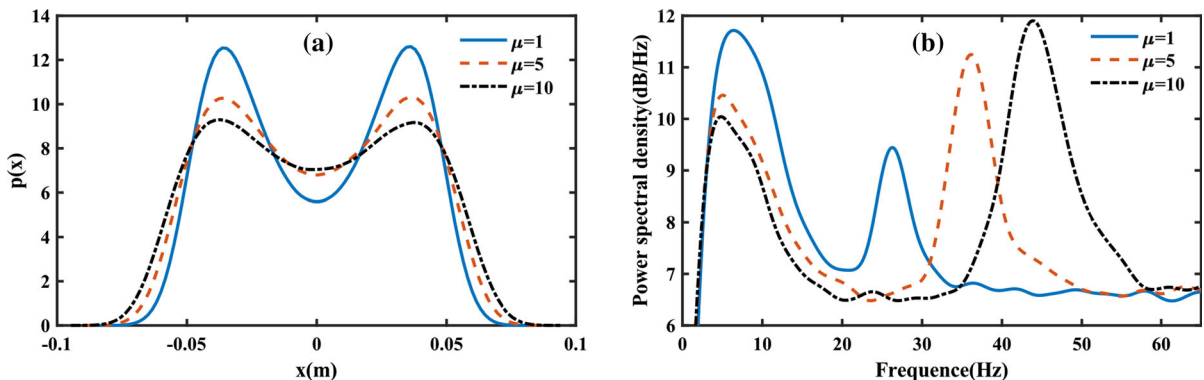 (a)
μ=1
μ=5
μ=10
14
12
10
8
6
4
2
0
-0.1
-0.05
0
0.05
0.1
p(x)
x(m)
(b)
μ=1
μ=5
μ=10
12
11
10
9
8
7
6
0
10
20
30
40
50
60
Power spectral density(dB/Hz)
Frequence(Hz)